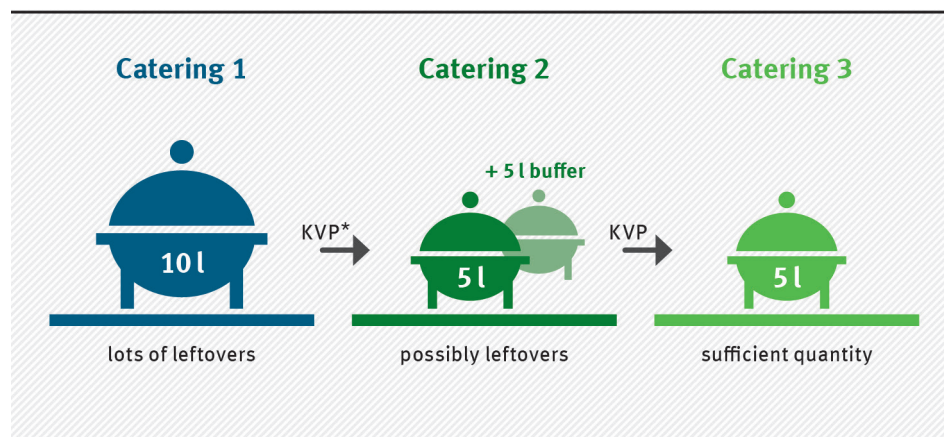 Catering 1
Catering 2
Catering 3
+ 5 l buffer
KVP*
KVP
10 l
5 l
5 l
lots of leftovers
possibly leftovers
sufficient quantity